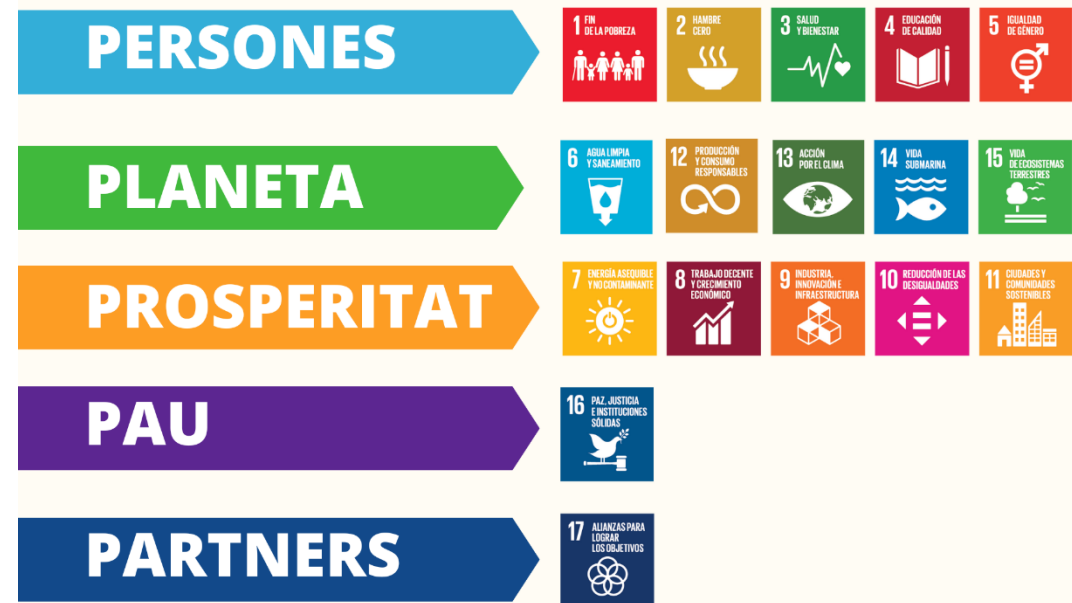 PERSONES
1 FIN
DE LA POBREZA
2 HAMBRE
CERO
3 SALUD
Y BIENESTAR
4 EDUCACIÓN
DE CALIDAD
5 IGUALDAD
DE GÉNERO
PLANETA
6 AGUA LIMPIA
Y SANEAMIENTO
12 PRODUCCIÓN
Y CONSUMO
RESPONSABLES
13 ACCIÓN
POR EL CLIMA
14 VIDA
SUBMARINA
15 VIDA
DE ECOSISTEMAS
TERRESTRES
PROSPERITAT
7 ENERGÍA ASEQUIBLE
Y NO CONTAMINANTE
8 TRABAJO DECENTE
Y CRECIMIENTO
ECONÓMICO
9 INDUSTRIA,
INNOVACIÓN E
INFRAESTRUCTURA
10 REDUCCIÓN DE LAS
DESIGUALDADES
11 CIUDADES Y
COMUNIDADES
SOSTENIBLES
PAU
16 PAZ, JUSTICIA
E INSTITUCIONES
SÓLIDAS
PARTNERS
17 ALIANZAS PARA
LOGRAR
LOS OBJETIVOS